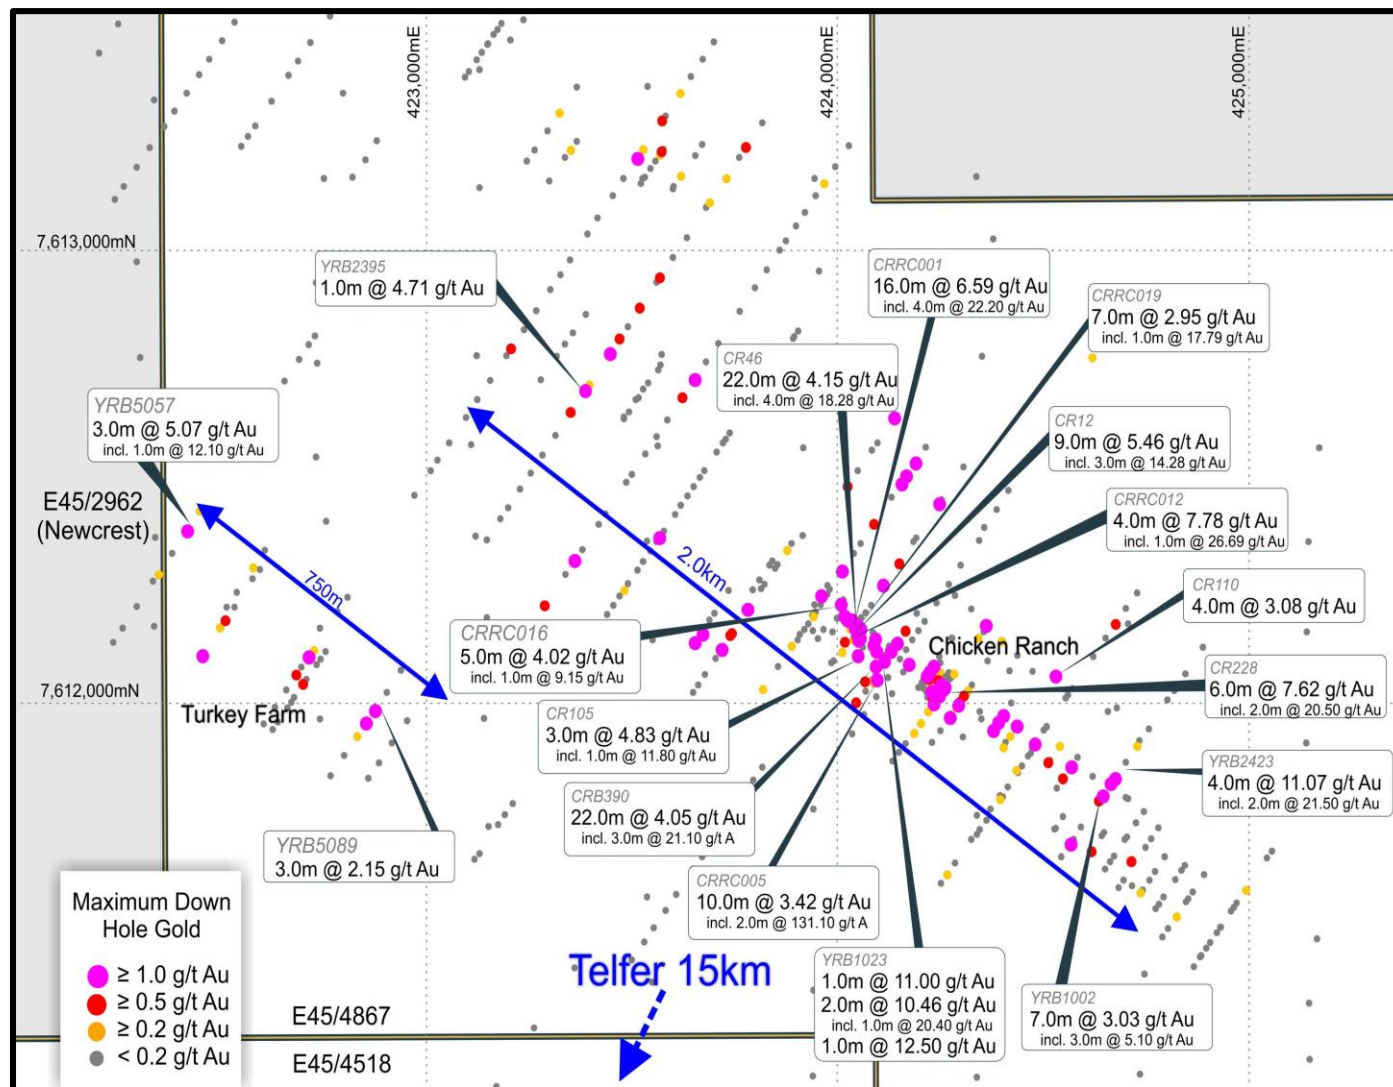 423,000mE
424,000mE
425,000mE
7,613,000mN
YRB2395
1.0m @ 4.71 g/t Au
CRRC001
16.0m @ 6.59 g/t Au
incl. 4.0m @ 22.20 g/t Au
CRRC019
7.0m @ 2.95 g/t Au
incl. 1.0m @ 17.79 g/t Au
CR46
22.0m @ 4.15 g/t Au
incl. 4.0m @ 18.28 g/t Au
YRB5057
3.0m @ 5.07 g/t Au
incl. 1.0m @ 12.10 g/t Au
CR12
9.0m @ 5.46 g/t Au
incl. 3.0m @ 14.28 g/t Au
E45/2962
(Newcrest)
CRRC012
4.0m @ 7.78 g/t Au
incl. 1.0m @ 26.69 g/t Au
750m
2.0km
CR110
4.0m @ 3.08 g/t Au
CRRC016
5.0m @ 4.02 g/t Au
incl. 1.0m @ 9.15 g/t Au
Chicken Ranch
7,612,000mN
Turkey Farm
CR228
6.0m @ 7.62 g/t Au
incl. 2.0m @ 20.50 g/t Au
CR105
3.0m @ 4.83 g/t Au
incl. 1.0m @ 11.80 g/t Au
YRB2423
4.0m @ 11.07 g/t Au
incl. 2.0m @ 21.50 g/t Au
CRB390
22.0m @ 4.05 g/t Au
incl. 3.0m @ 21.10 g/t A
YRB5089
3.0m @ 2.15 g/t Au
CRRC005
10.0m @ 3.42 g/t Au
incl. 2.0m @ 131.10 g/t A
Maximum Down
Hole Gold
≥ 1.0 g/t Au
≥ 0.5 g/t Au
≥ 0.2 g/t Au
< 0.2 g/t Au
Telfer 15km
YRB1023
1.0m @ 11.00 g/t Au
2.0m @ 10.46 g/t Au
incl. 1.0m @ 20.40 g/t Au
1.0m @ 12.50 g/t Au
YRB1002
7.0m @ 3.03 g/t Au
incl. 3.0m @ 5.10 g/t Au
E45/4867
E45/4518